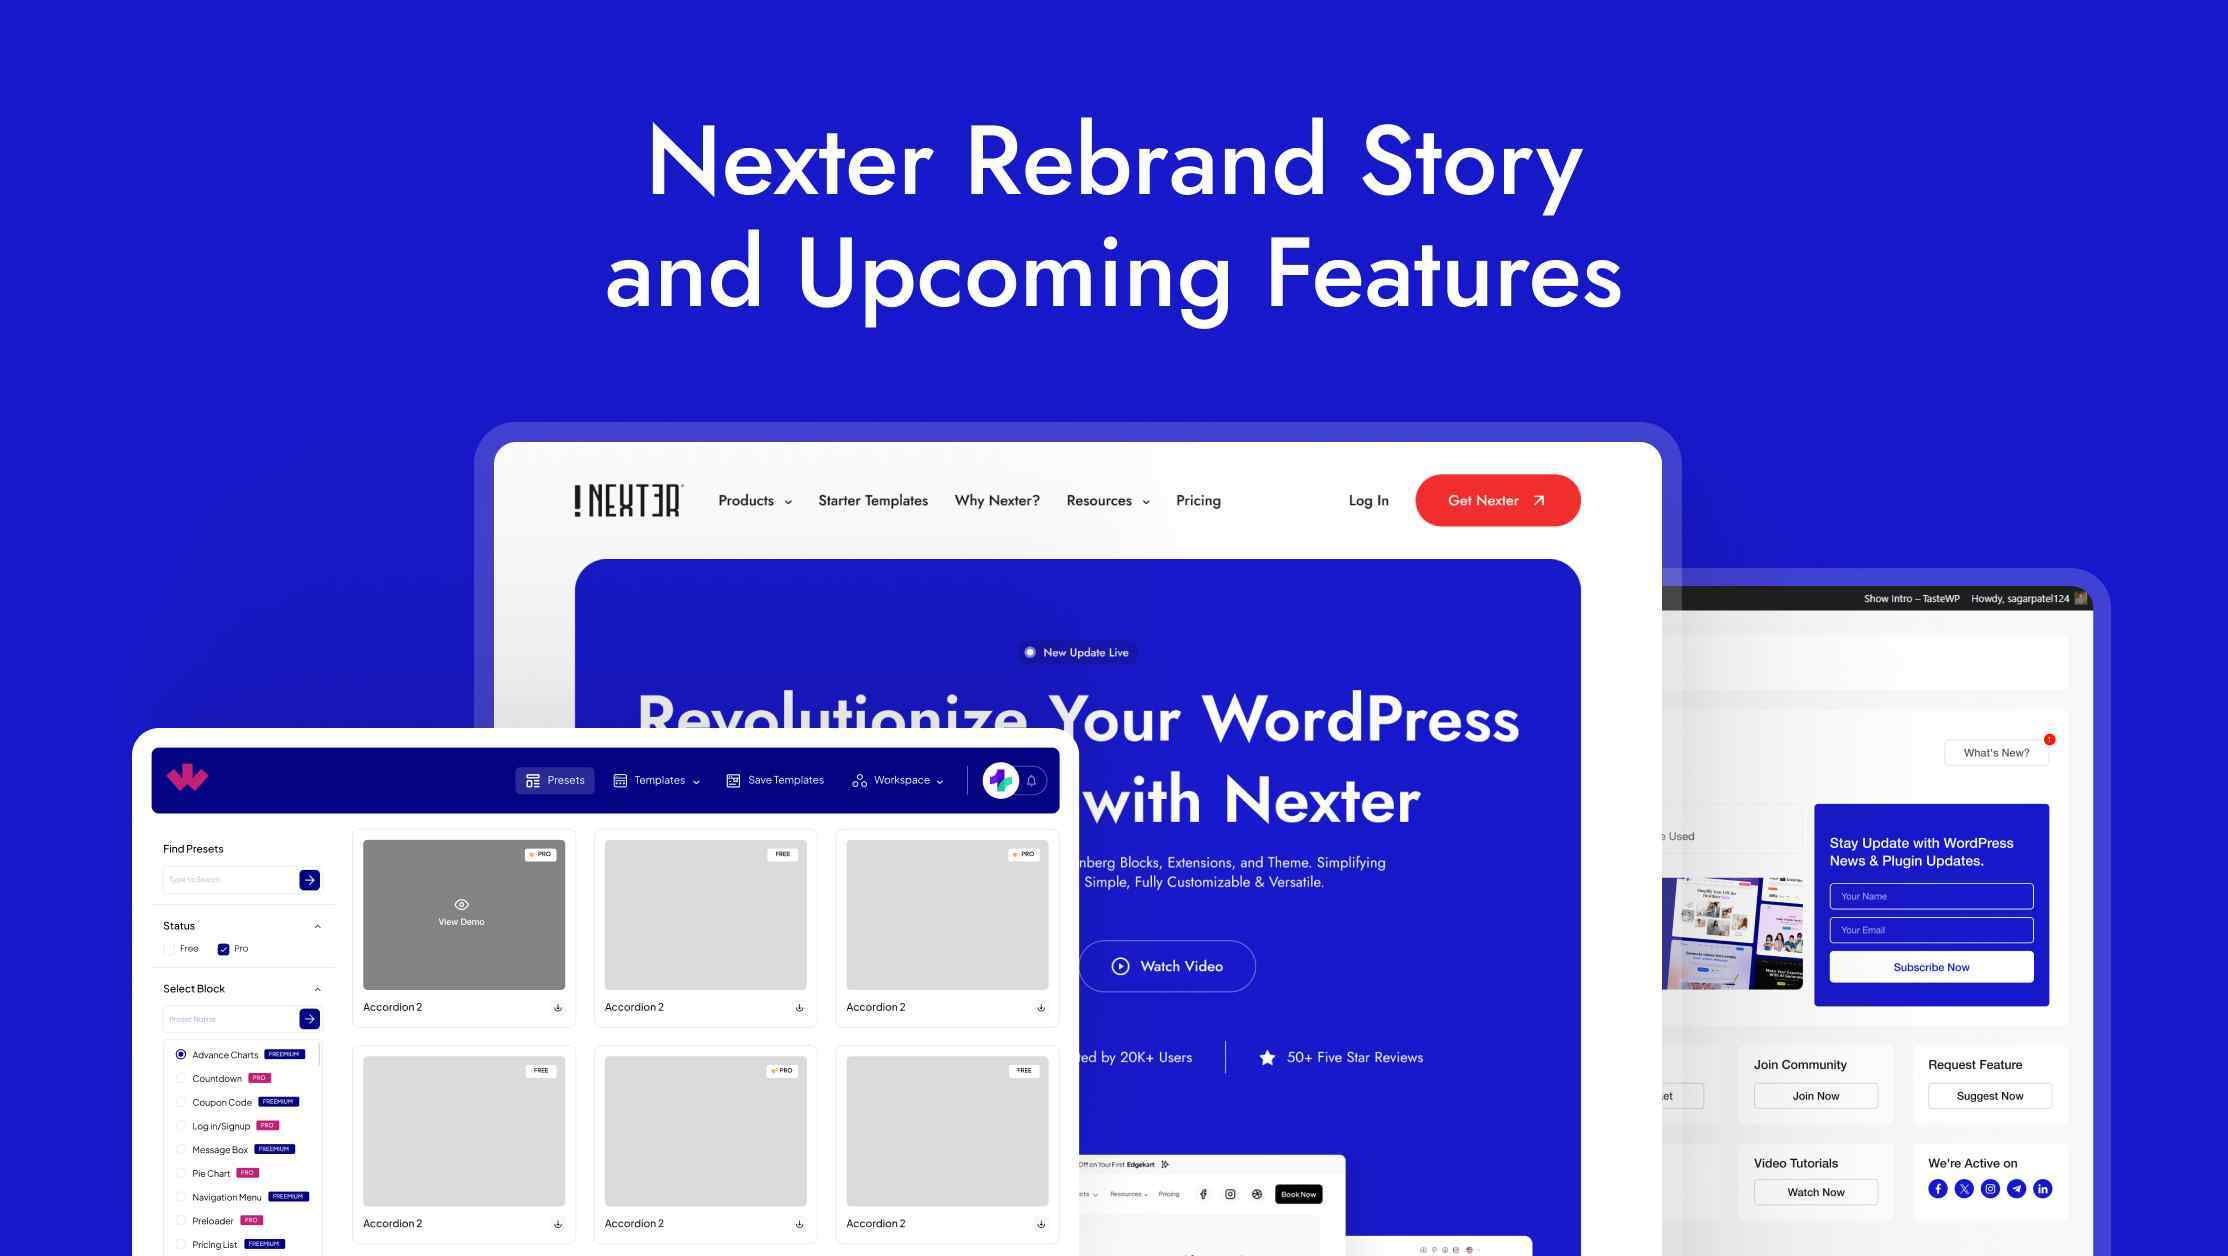 Nexter Rebrand Story
and Upcoming Features
! NEXTER
Products
Starter Templates
Why Nexter?
Resources
Pricing
Log In
Get Nexter
New Update Live
Revolutionize Your WordPress
with Nexter
nberg Blocks, Extensions, and Theme. Simplifying
Simple, Fully Customizable & Versatile.
Watch Video
ed by 20K+ Users
50+ Five Star Reviews
Off on Your First Edgekart
Resources
Pricing
Book Now
Presets
Templates
Save Templates
Workspace
Find Presets
Type to Search
Status
Free
Pro
Select Block
Preset Name
Advance Charts FREEMIUM
Countdown PRO
Coupon Code FREEMIUM
Log in/Signup PRO
Message Box FREEMIUM
Pie Chart PRO
Navigation Menu FREEMIUM
Preloader PRO
Pricing List FREEMIUM
PRO
View Demo
Accordion 2
FREE
Accordion 2
PRO
Accordion 2
FREE
Accordion 2
PRO
Accordion 2
FREE
Accordion 2
Show Intro – TasteWP
Howdy, sagarpatel124
What's New?
1
e Used
Stay Update with WordPress
News & Plugin Updates.
Your Name
Your Email
Subscribe Now
et
Join Community
Join Now
Request Feature
Suggest Now
Video Tutorials
Watch Now
We're Active on